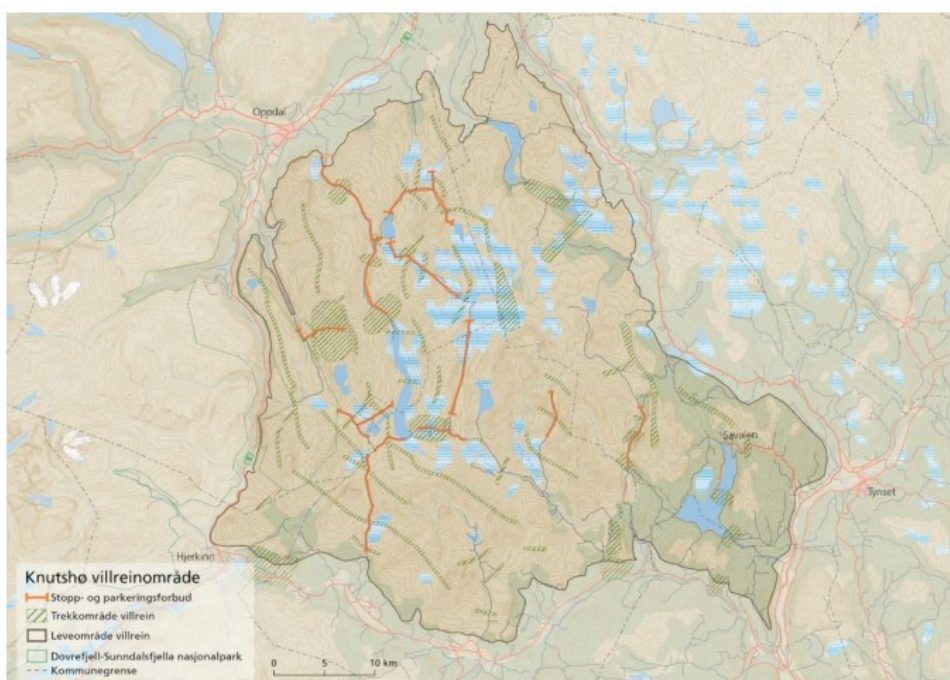 Oppdal
Savalen
Tynset
Hjerkinn
Knutshø villreinområde
Stopp- og parkeringsforbud
Trekkområde villrein
Leveområde villrein
Dovrefjell-Sunndalsfjella nasjonalpark
Kommunegrense
0 5 10 km